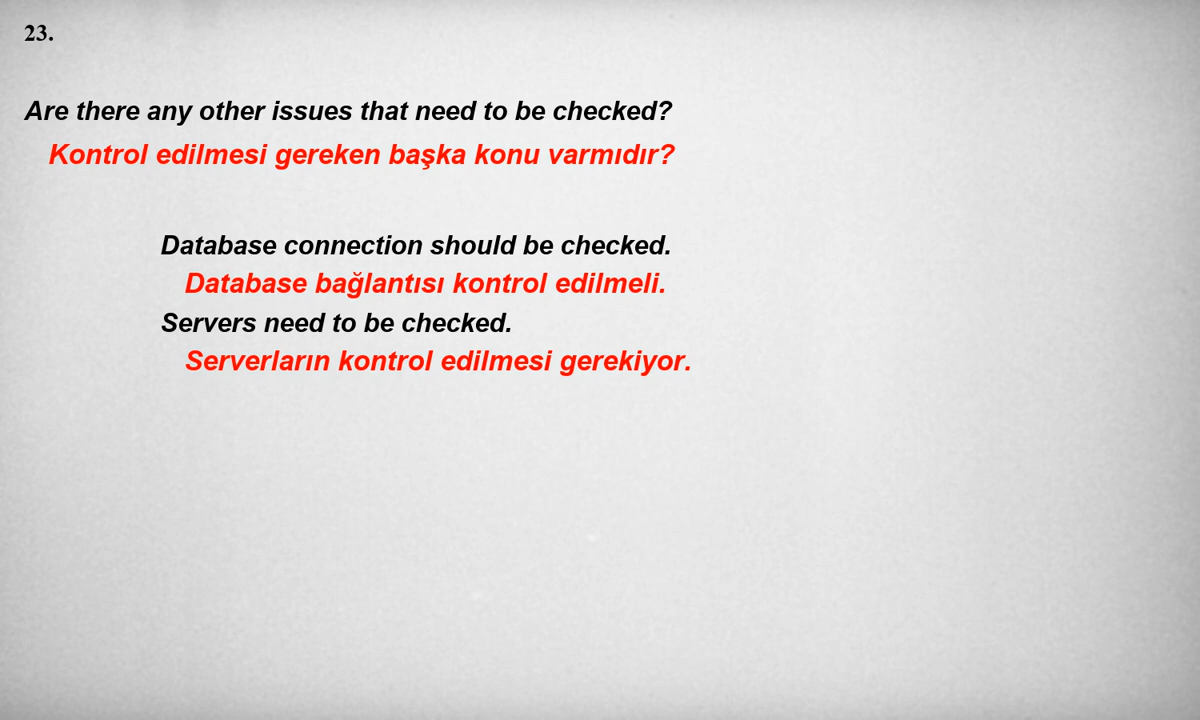 23.
Are there any other issues that need to be checked?
Kontrol edilmesi gereken başka konu varmıdır?
Database connection should be checked.
Database bağlantısı kontrol edilmeli.
Servers need to be checked.
Serverların kontrol edilmesi gerekiyor.